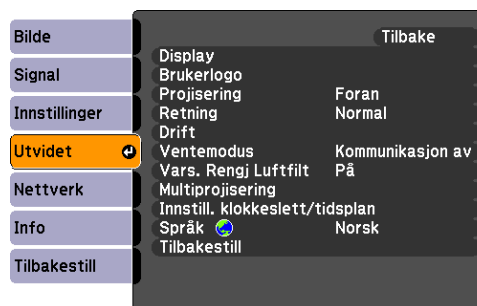 Bilde
Signal
Innstillinger
Utvidet
Nettverk
Info
Tilbakestill
Tilbake
Display
Brukerlogo
Projisering Foran
Retning Normal
Drift
Ventemodus Kommunikasjon av
Vars. Rengj Luftfilt På
Multiprojisering
Innstill. klokkeslett/tidsplan
Språk Norsk
Tilbakestill